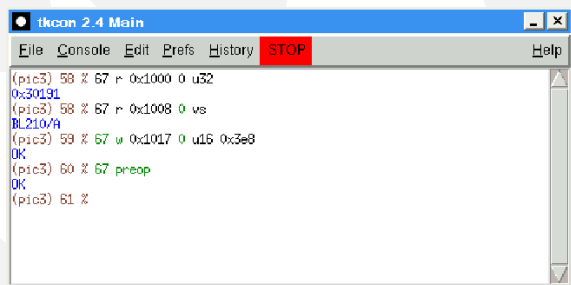 tkcon 2.4 Main
File Console Edit Prefs History STOP Help
(pic3) 58 % 67 r 0x1000 0 u32
0x30191
(pic3) 58 % 67 r 0x1008 0 vs
BL210/A
(pic3) 59 % 67 w 0x1017 0 u16 0x3e8
OK
(pic3) 60 % 67 preop
OK
(pic3) 61 %